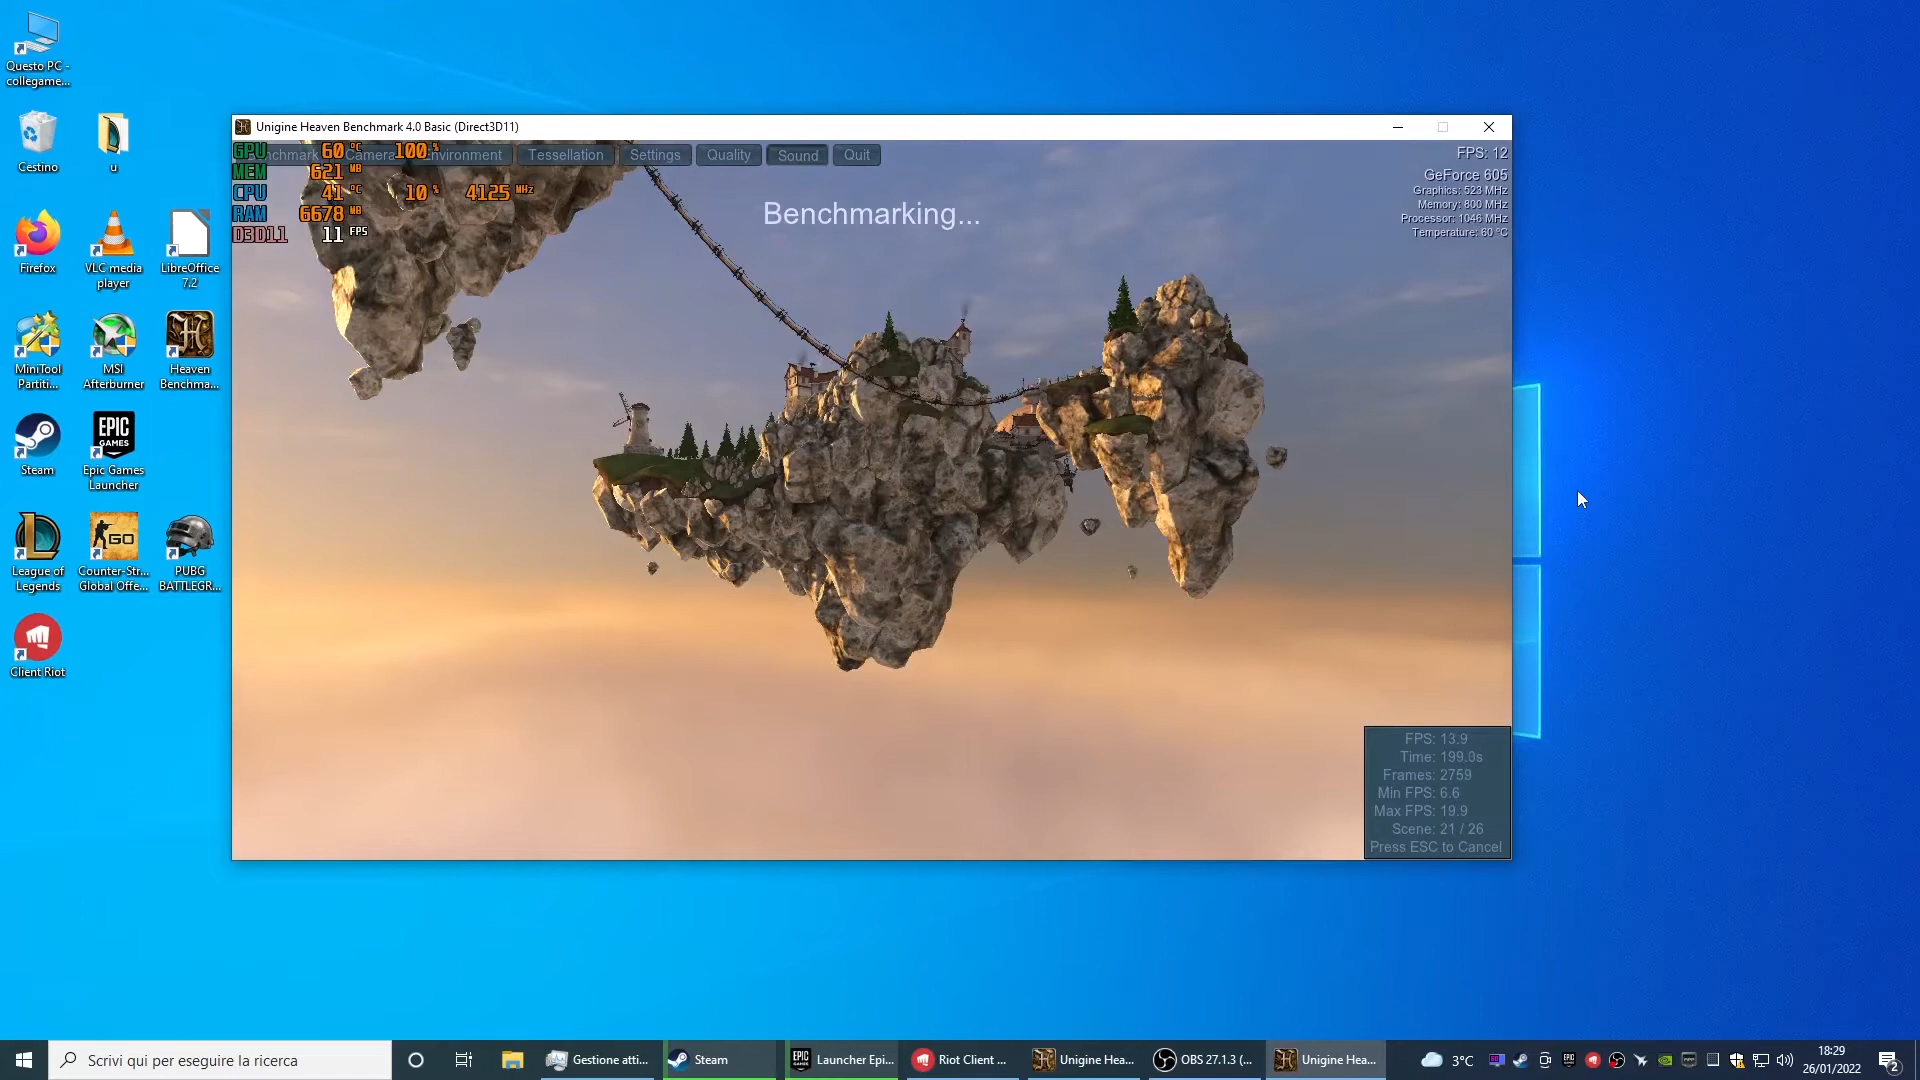 Questo PC -
collegame...
Cestino
u
Firefox
VLC media
player
LibreOffice
7.2
MiniTool
Partiti...
MSI
Afterburner
Heaven
Benchma...
Steam
EPIC
GAMES
Epic Games
Launcher
League of
Legends
GO
Counter-Str...
Global Offe...
PUBG
BATTLEGR...
Client Riot
Unigine Heaven Benchmark 4.0 Basic (Direct3D11)
Camera
Tessellation
Settings
Quality
Sound
Quit
GPU 60 °C 100 %
MEM 621 MB
CPU 41 °C 10 % 4125 MHz
RAM 6678 MB
D3D11 11 FPS
Benchmarking...
FPS: 12
GeForce 605
Graphics: 523 MHz
Memory: 800 MHz
Processor: 1046 MHz
Temperature: 60 °C
FPS: 13.9
Time: 199.0s
Frames: 2759
Min FPS: 6.6
Max FPS: 19.9
Scene: 21 / 26
Press ESC to Cancel
Scrivi qui per eseguire la ricerca
Gestione atti...
Steam
Launcher Epi...
Riot Client ...
Unigine Hea...
OBS 27.1.3 (...
Unigine Hea...
3°C
18:29
26/01/2022
2